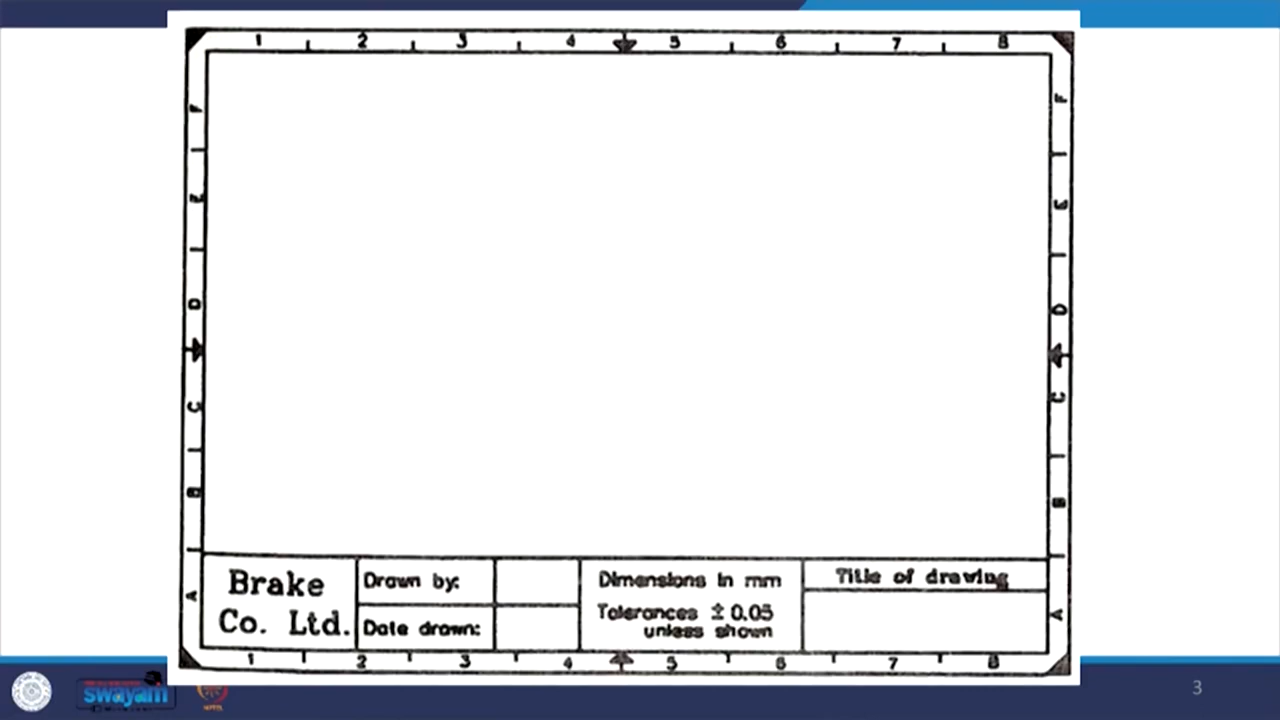 1 2 3 4 5 6 7 8
F F
E E
D D
C C
B B
A A
Brake
Co. Ltd.
Drawn by:
Date drawn:
Dimensions in mm
Tolerances ± 0.05
unless shown
Title of drawing
1 2 3 4 5 6 7 8
swayam
3